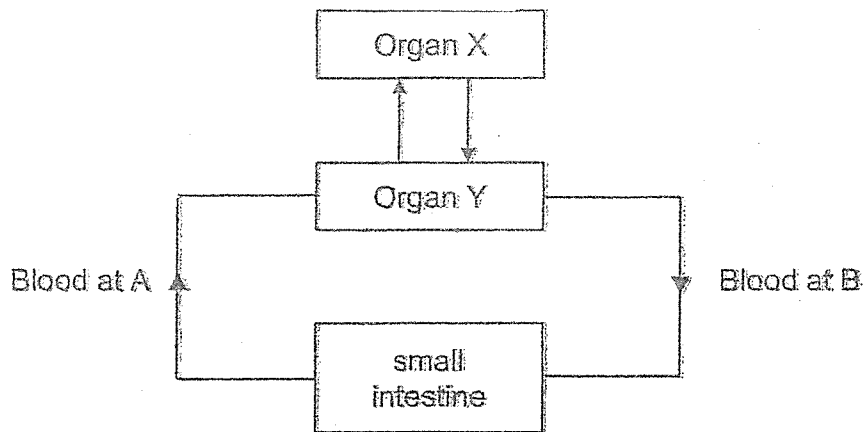 Organ X
Organ Y
Blood at A
Blood at B
small
intestine